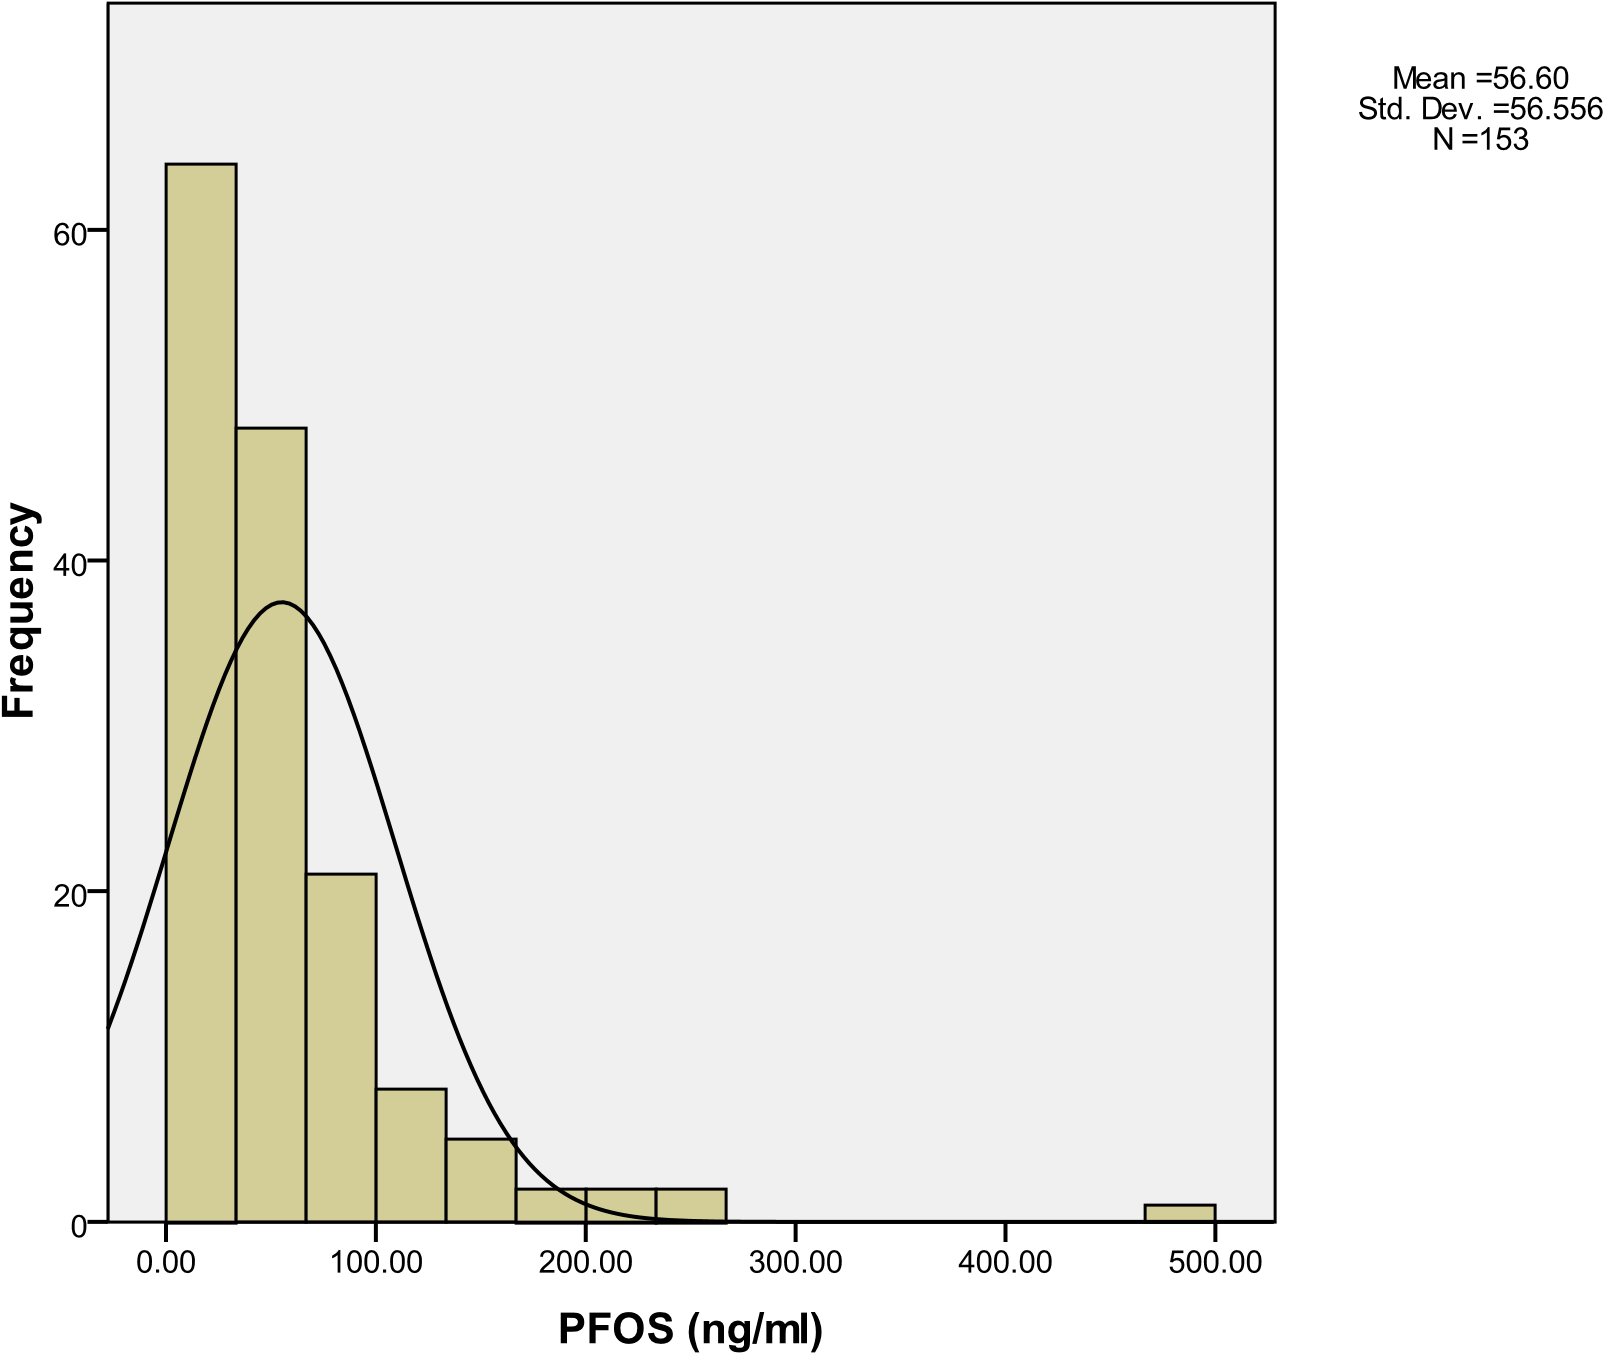 Mean =56.60
Std. Dev. =56.556
N =153
Frequency
60
40
20
0
0.00 100.00 200.00 300.00 400.00 500.00
PFOS (ng/ml)